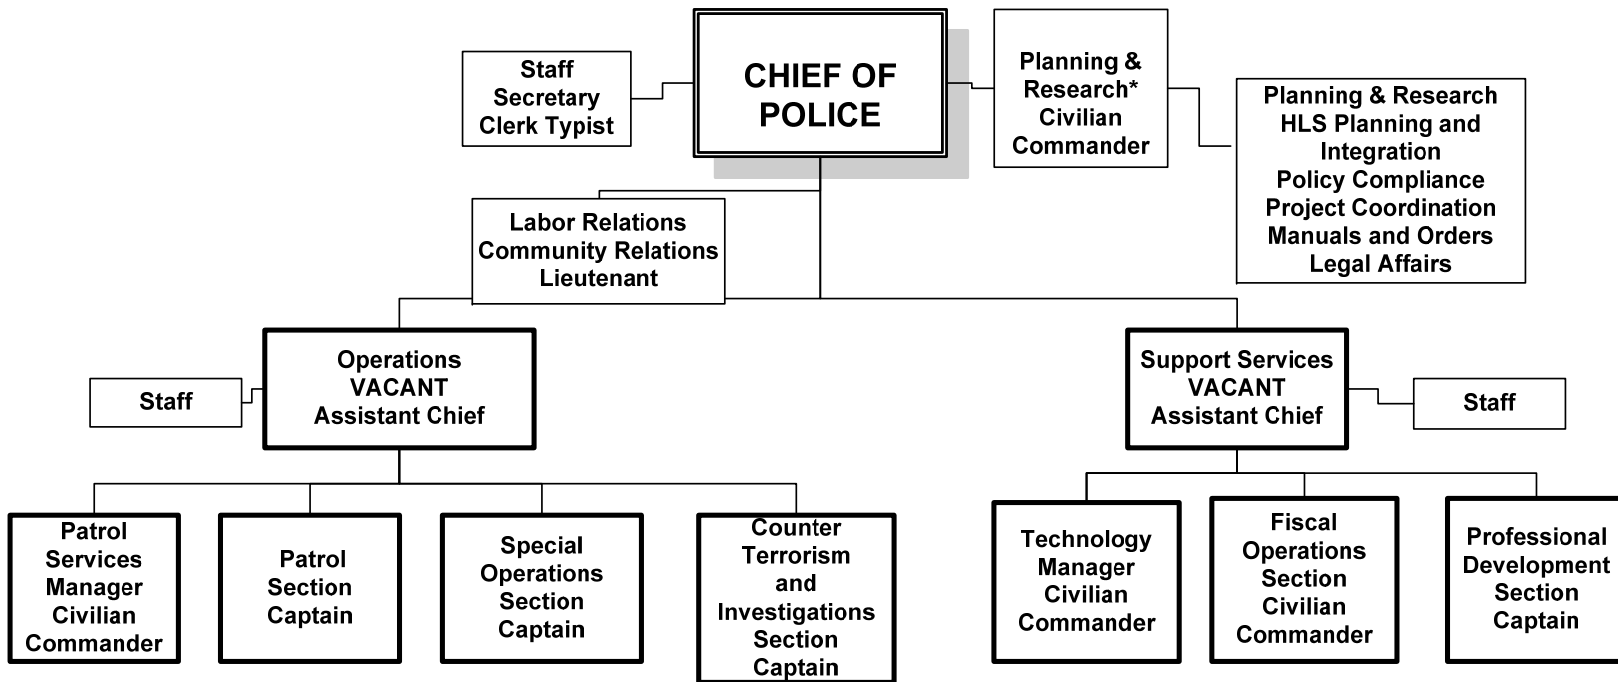 CHIEF OF
POLICE
Staff
Secretary
Clerk Typist
Planning &
Research*
Civilian
Commander
Planning & Research
HLS Planning and
Integration
Policy Compliance
Project Coordination
Manuals and Orders
Legal Affairs
Labor Relations
Community Relations
Lieutenant
Operations
VACANT
Assistant Chief
Staff
Support Services
VACANT
Assistant Chief
Staff
Patrol
Services
Manager
Civilian
Commander
Patrol
Section
Captain
Special
Operations
Section
Captain
Counter
Terrorism
and
Investigations
Section
Captain
Technology
Manager
Civilian
Commander
Fiscal
Operations
Section
Civilian
Commander
Professional
Development
Section
Captain